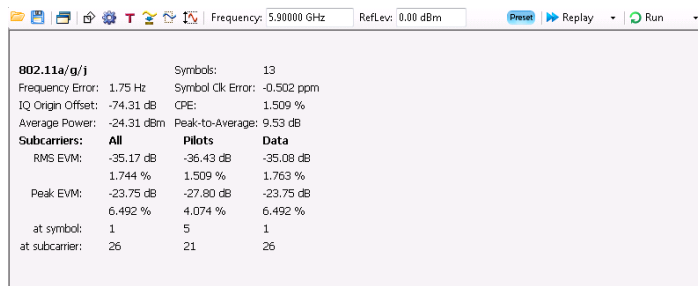 Frequency: 5.90000 GHz RefLev: 0.00 dBm Preset Replay Run
802.11a/g/j Symbols: 13
Frequency Error: 1.75 Hz Symbol Clk Error: -0.502 ppm
IQ Origin Offset: -74.31 dB CPE: 1.509 %
Average Power: -24.31 dBm Peak-to-Average: 9.53 dB
Subcarriers: All Pilots Data
RMS EVM: -35.17 dB -36.43 dB -35.08 dB
1.744 % 1.509 % 1.763 %
Peak EVM: -23.75 dB -27.80 dB -23.75 dB
6.492 % 4.074 % 6.492 %
at symbol: 1 5 1
at subcarrier: 26 21 26